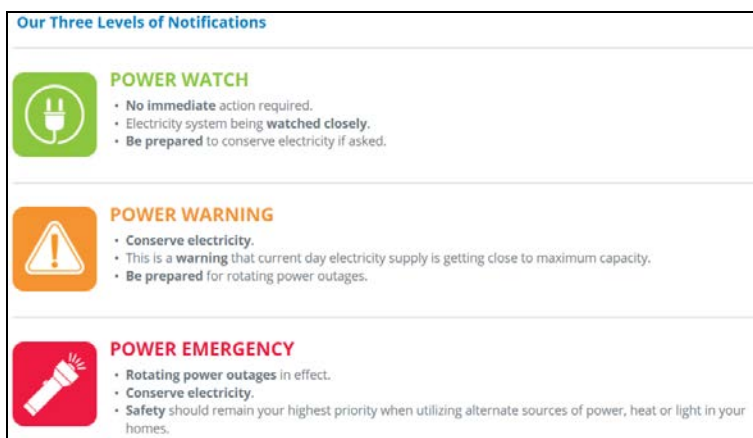 Our Three Levels of Notifications
POWER WATCH
• No immediate action required.
• Electricity system being watched closely.
• Be prepared to conserve electricity if asked.
POWER WARNING
• Conserve electricity.
• This is a warning that current day electricity supply is getting close to maximum capacity.
• Be prepared for rotating power outages.
POWER EMERGENCY
• Rotating power outages in effect.
• Conserve electricity.
• Safety should remain your highest priority when utilizing alternate sources of power, heat or light in your
homes.